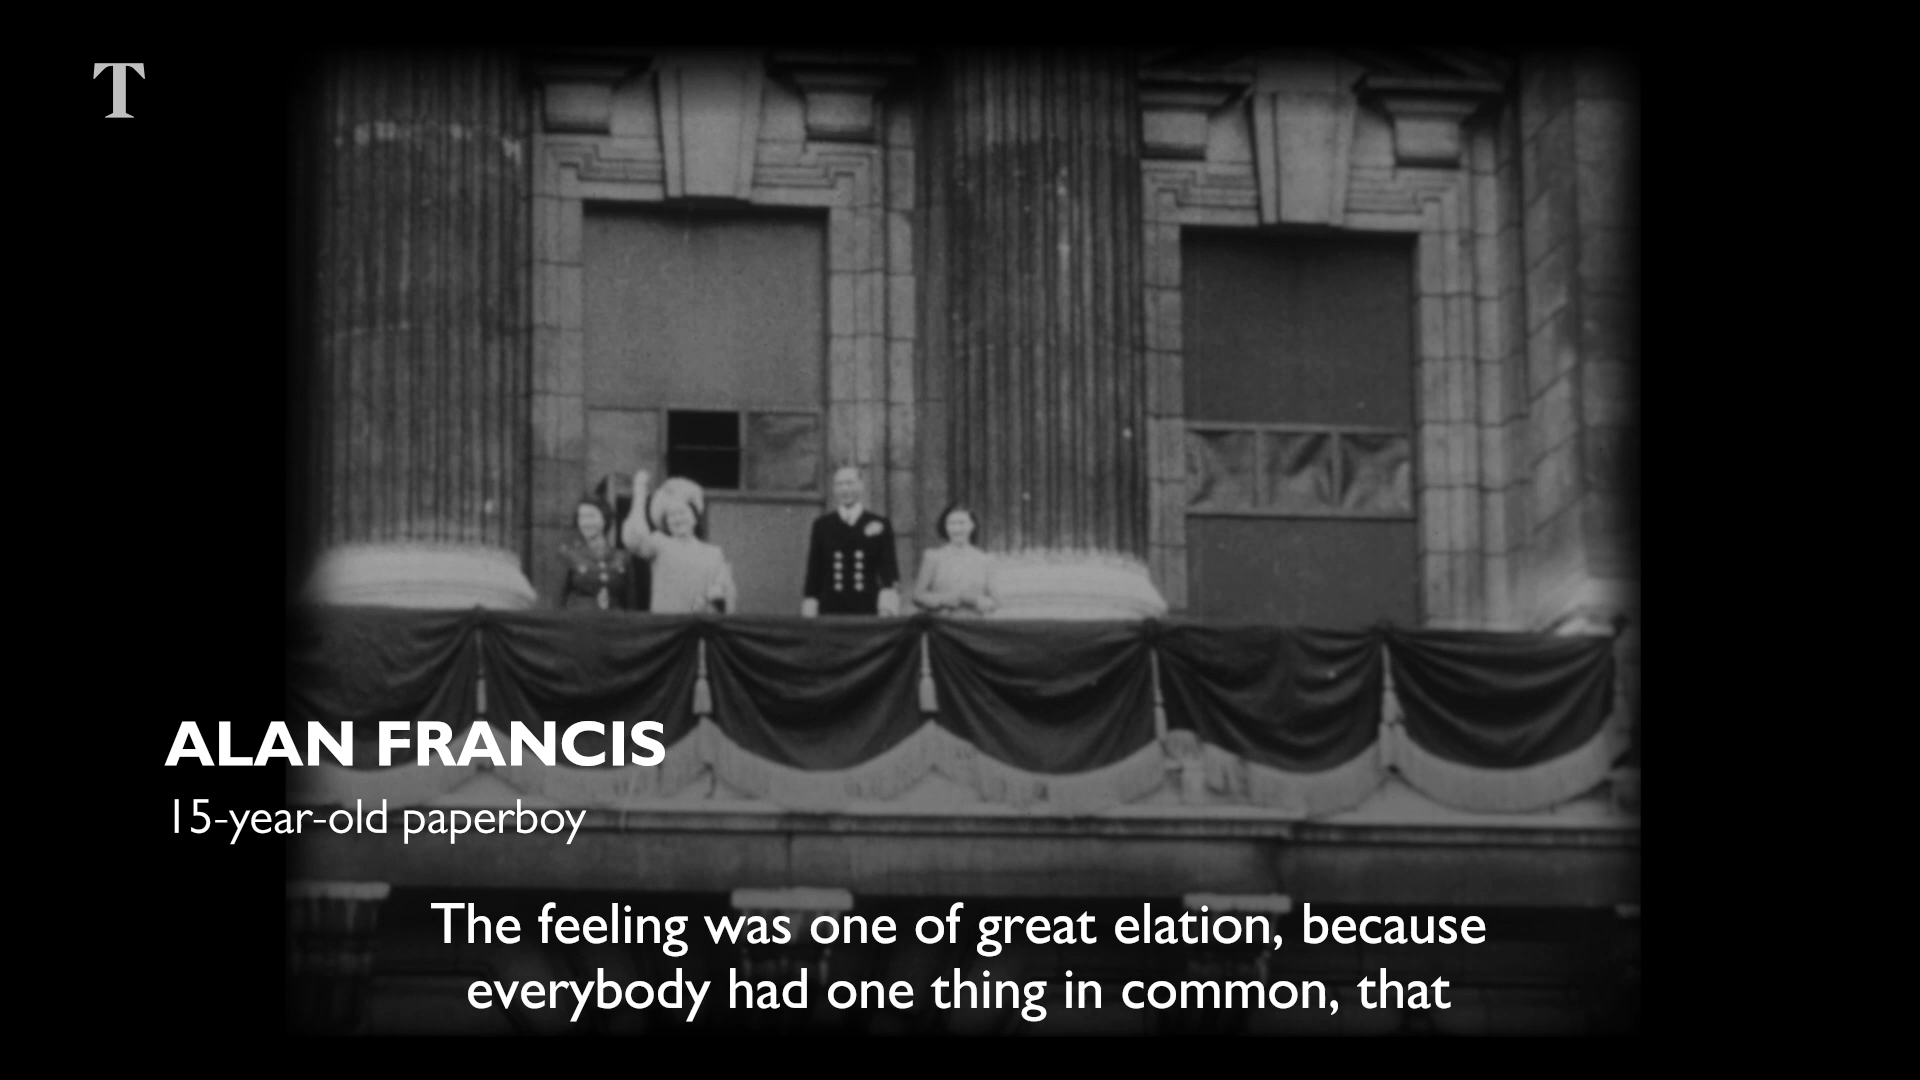 T
ALAN FRANCIS
15-year-old paperboy
The feeling was one of great elation, because
everybody had one thing in common, that